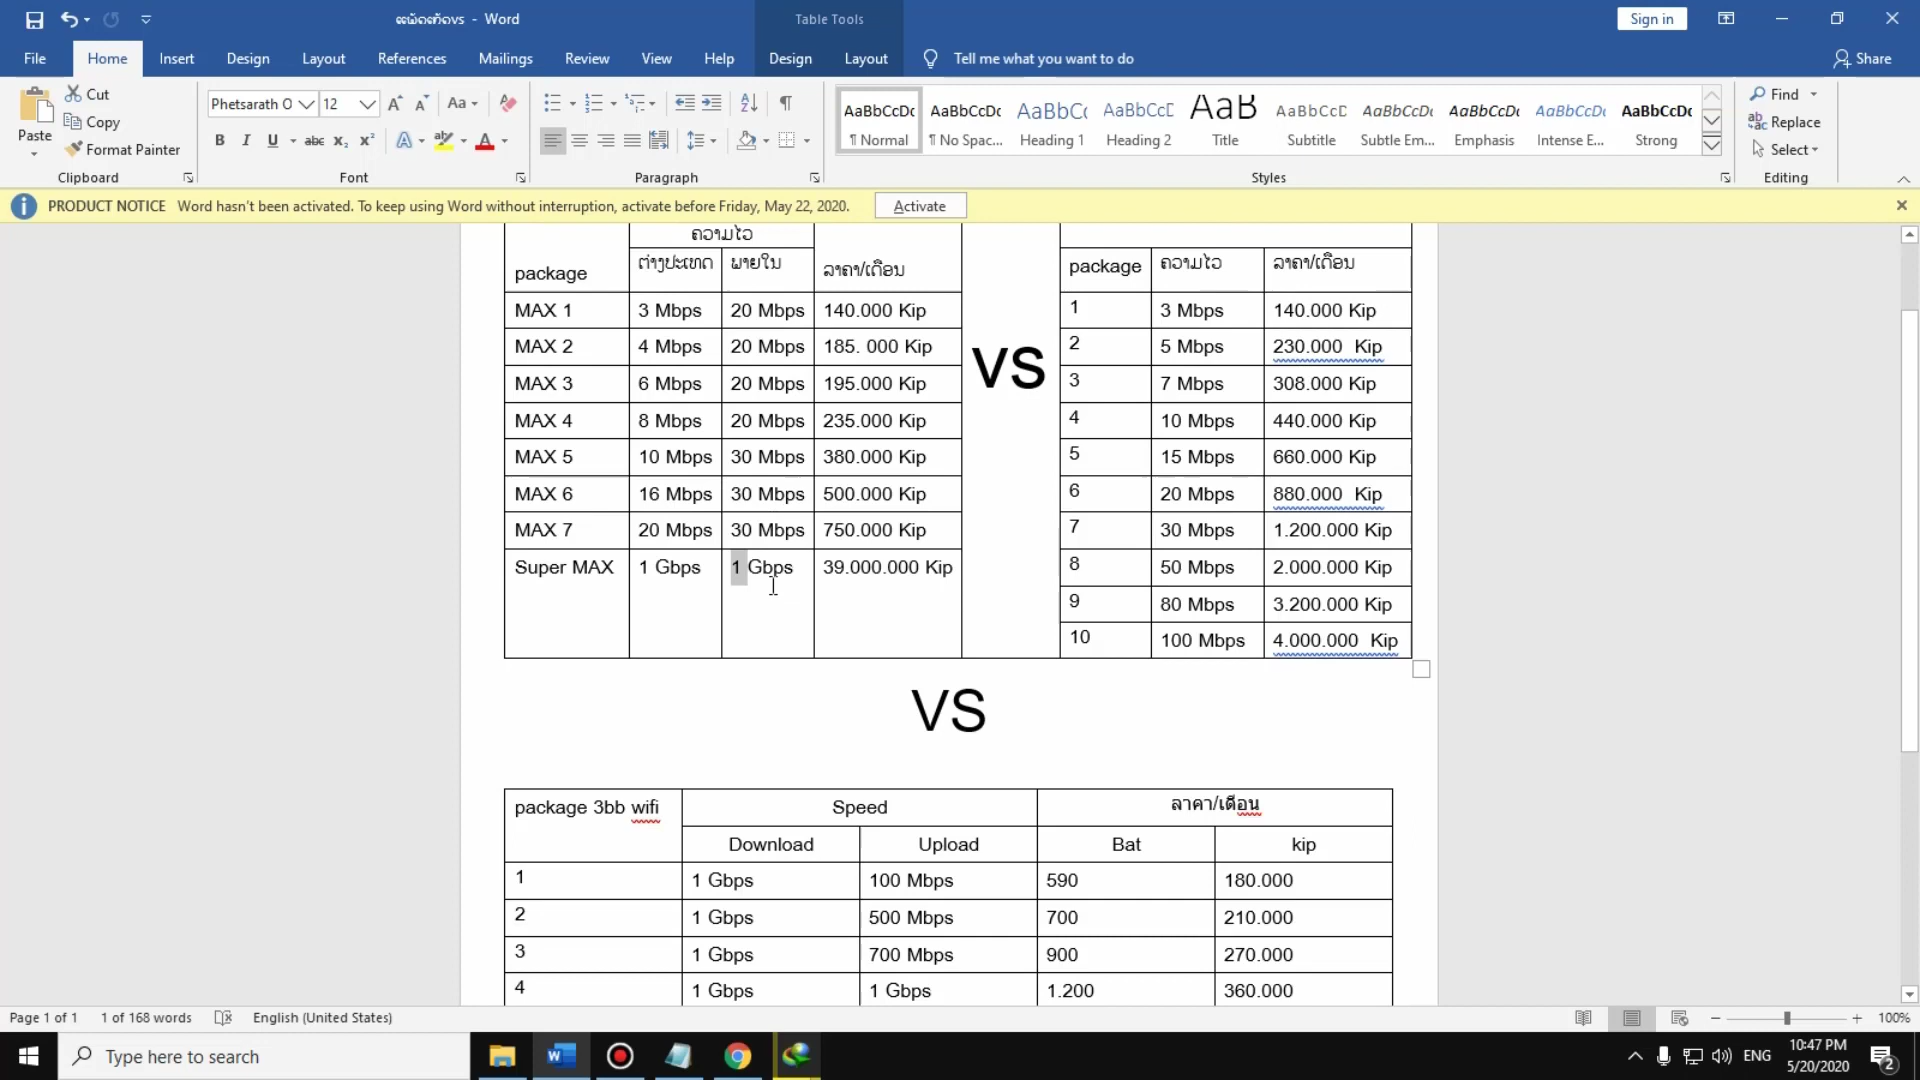 ແພັກເກັດເນຣ - Word
Table Tools
Sign in
File
Home
Insert
Design
Layout
References
Mailings
Review
View
Help
Design
Layout
Tell me what you want to do
Share
Paste
Cut
Copy
Format Painter
Clipboard
Phetsarath O
12
Font
Paragraph
AaBbCcDc
¶ Normal
AaBbCcDc
¶ No Spac...
AaBbCc
Heading 1
AaBbCcD
Heading 2
AaB
Title
AaBbCcD
Subtitle
AaBbCcDc
Subtle Em...
AaBbCcDc
Emphasis
AaBbCcDc
Intense E...
AaBbCcDc
Strong
Styles
Find
Replace
Select
Editing
PRODUCT NOTICE Word hasn't been activated. To keep using Word without interruption, activate before Friday, May 22, 2020.
Activate
package
ຄວາມໄວ
ຕ່າງປະເທດ
ພາຍໃນ
ລາຄາ/ເດືອນ
MAX 1 3 Mbps 20 Mbps 140.000 Kip
MAX 2 4 Mbps 20 Mbps 185. 000 Kip
MAX 3 6 Mbps 20 Mbps 195.000 Kip
MAX 4 8 Mbps 20 Mbps 235.000 Kip
MAX 5 10 Mbps 30 Mbps 380.000 Kip
MAX 6 16 Mbps 30 Mbps 500.000 Kip
MAX 7 20 Mbps 30 Mbps 750.000 Kip
Super MAX 1 Gbps 1 Gbps 39.000.000 Kip
VS
package ຄວາມໄວ ລາຄາ/ເດືອນ
1 3 Mbps 140.000 Kip
2 5 Mbps 230.000 Kip
3 7 Mbps 308.000 Kip
4 10 Mbps 440.000 Kip
5 15 Mbps 660.000 Kip
6 20 Mbps 880.000 Kip
7 30 Mbps 1.200.000 Kip
8 50 Mbps 2.000.000 Kip
9 80 Mbps 3.200.000 Kip
10 100 Mbps 4.000.000 Kip
VS
package 3bb wifi Speed ลาคา/เดือน
Download Upload Bat kip
1 1 Gbps 100 Mbps 590 180.000
2 1 Gbps 500 Mbps 700 210.000
3 1 Gbps 700 Mbps 900 270.000
4 1 Gbps 1 Gbps 1.200 360.000
Page 1 of 1
1 of 168 words
English (United States)
100%
Type here to search
ENG
10:47 PM
5/20/2020
2